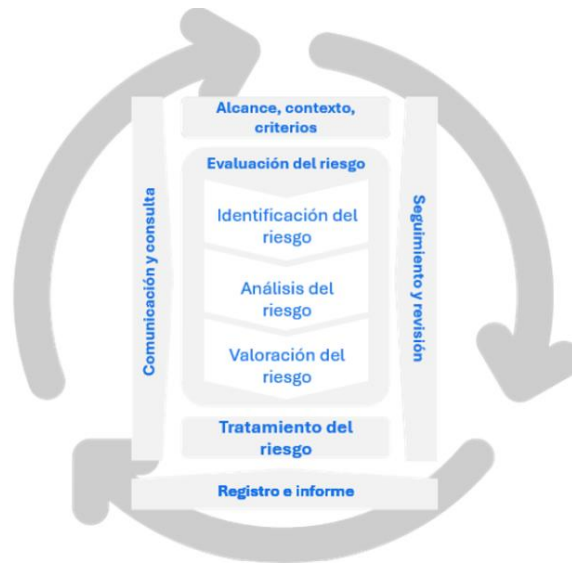 Alcance, contexto,
criterios
Evaluación del riesgo
Identificación del
riesgo
Análisis del
riesgo
Valoración del
riesgo
Tratamiento del
riesgo
Registro e informe
Comunicación y consulta
Seguimiento y revisión